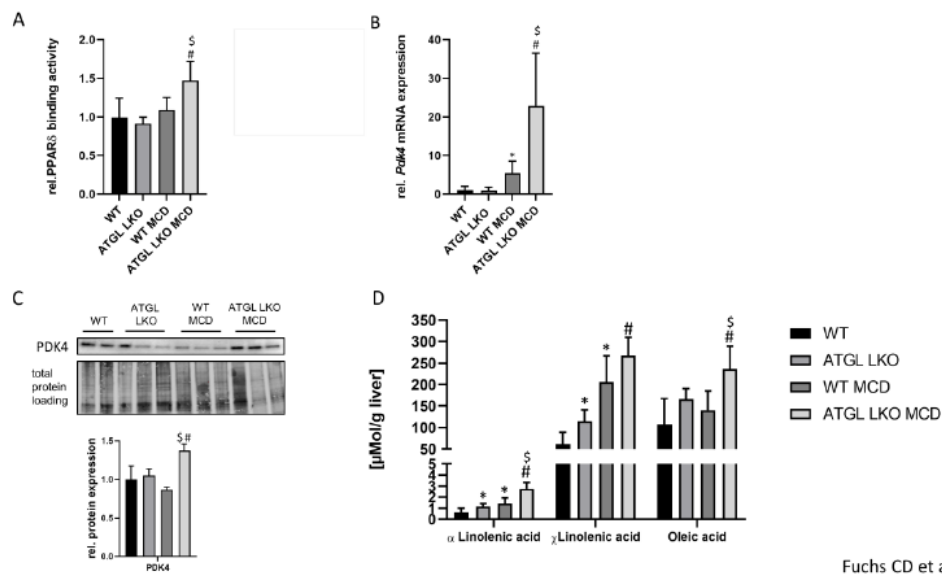 A
rel.PPARδ binding activity
2.0
1.5
1.0
0.5
0.0
$
#
WT
ATGL LKO
WT MCD
ATGL LKO MCD
B
rel. Pdk4 mRNA expression
40
30
20
10
0
*
$
#
WT
ATGL LKO
WT MCD
ATGL LKO MCD
C
WT
ATGL
LKO
WT
MCD
ATGL LKO
MCD
PDK4
total
protein
loading
rel. protein expression
1.5
1.0
0.5
0.0
$ #
PDK4
D
[µMol/g liver]
350
300
250
200
150
100
50
5
4
3
2
1
0
* * $
#
* * #
$
#
α Linolenic acid
χLinolenic acid
Oleic acid
WT
ATGL LKO
WT MCD
ATGL LKO MCD
Fuchs CD et a